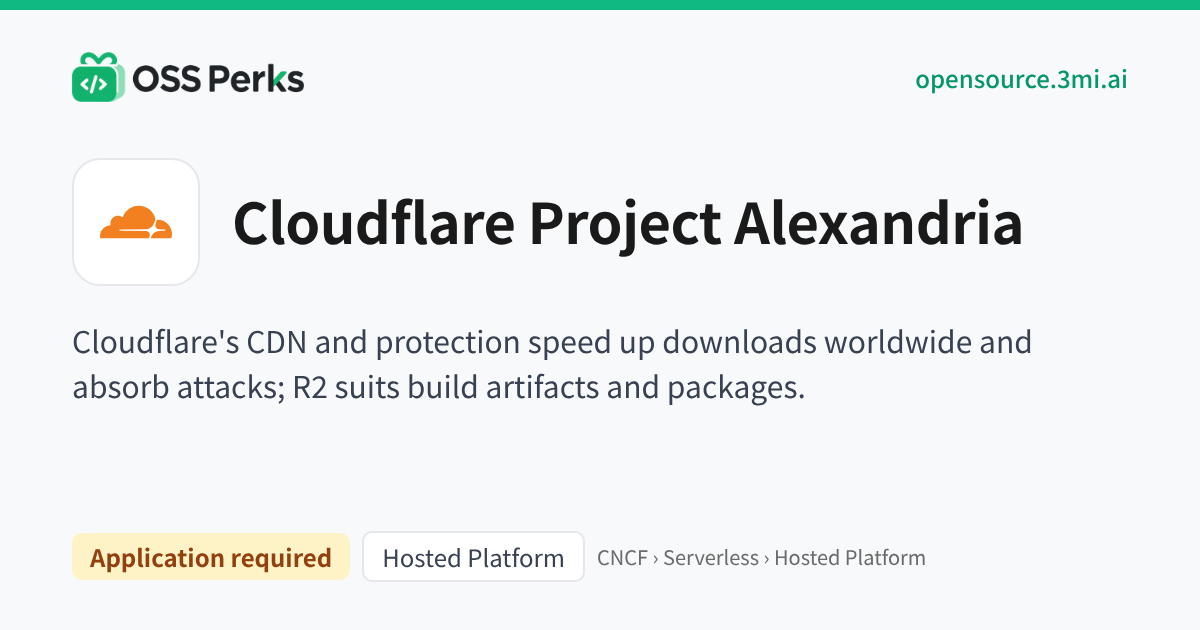 </> OSS Perks
opensource.3mi.ai
Cloudflare Project Alexandria
Cloudflare's CDN and protection speed up downloads worldwide and
absorb attacks; R2 suits build artifacts and packages.
Application required
Hosted Platform
CNCF › Serverless › Hosted Platform